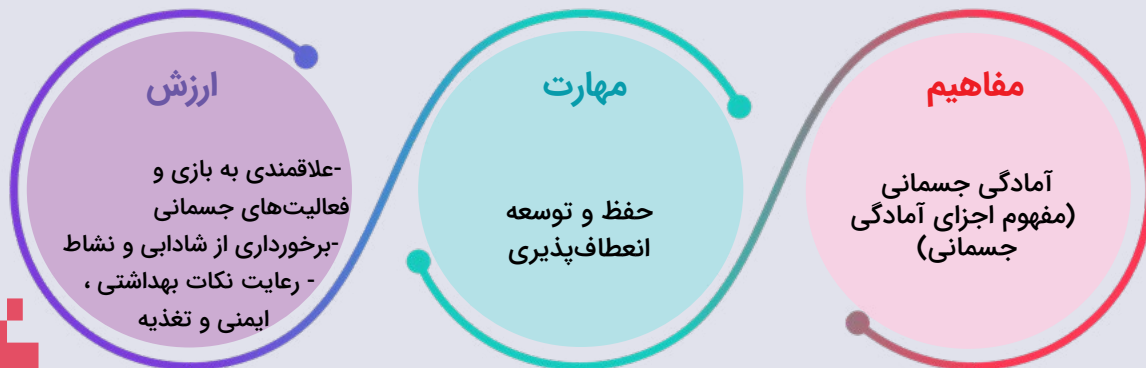 مفاهیم
آمادگی جسمانی
(مفهوم اجزای آمادگی
جسمانی)
مهارت
حفظ و توسعه
انعطاف‌پذیری
ارزش
-علاقمندی به بازی و
فعالیت‌های جسمانی
-برخورداری از شادابی و نشاط
- رعایت نکات بهداشتی ،
ایمنی و تغذیه